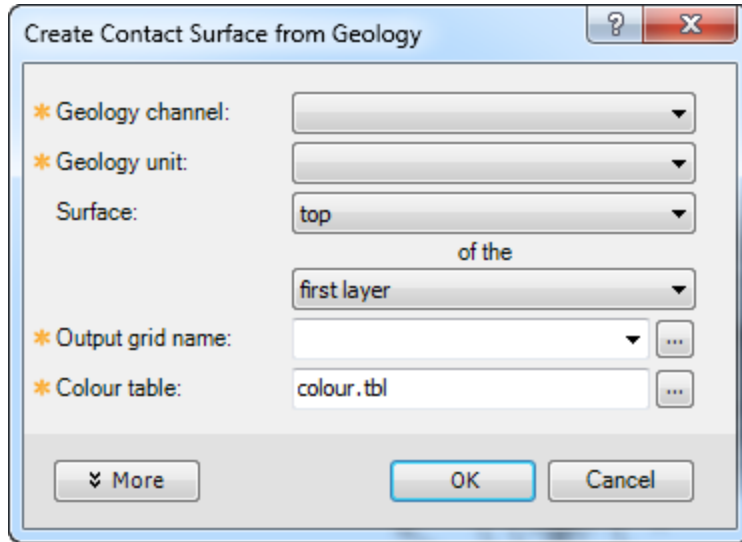 Create Contact Surface from Geology
? X
* Geology channel:
* Geology unit:
Surface: top
of the
first layer
* Output grid name: ...
* Colour table: colour.tbl ...
More OK Cancel